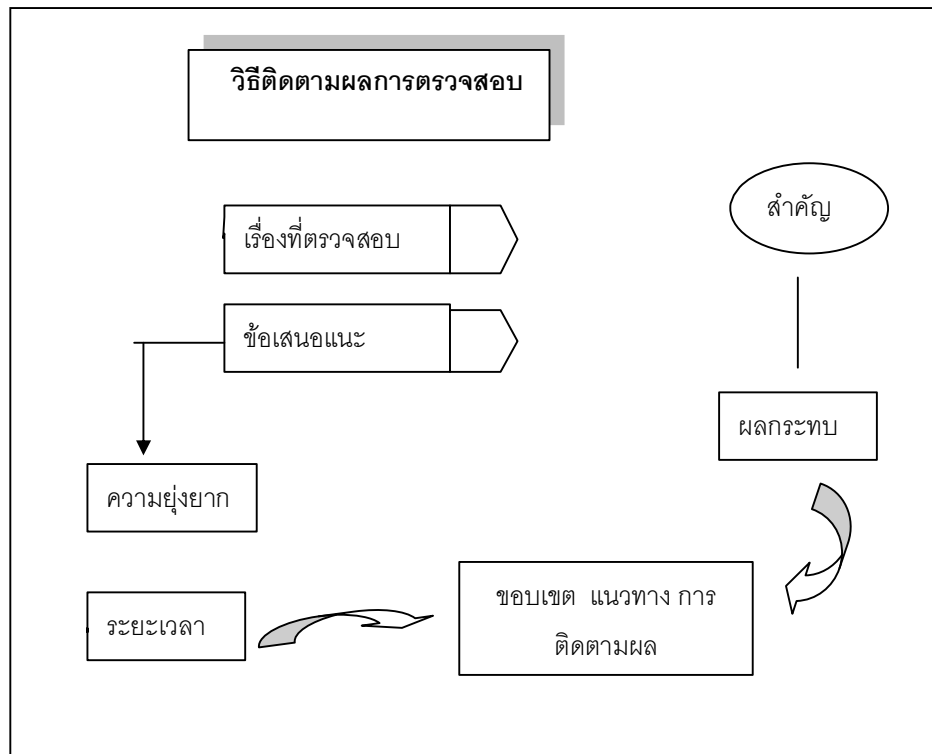 วิธีติดตามผลการตรวจสอบ
เรื่องที่ตรวจสอบ
สำคัญ
ข้อเสนอแนะ
ผลกระทบ
ความยุ่งยาก
ระยะเวลา
ขอบเขต แนวทาง การ
ติดตามผล